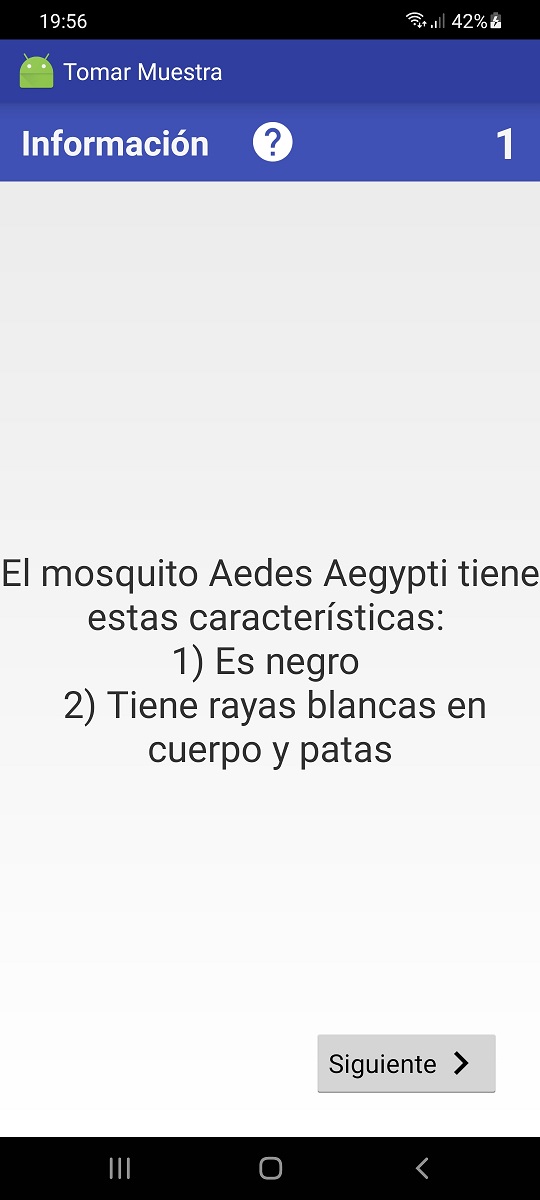 19:56
42%
Tomar Muestra
Información ? 1
El mosquito Aedes Aegypti tiene
estas características:
1) Es negro
2) Tiene rayas blancas en
cuerpo y patas
Siguiente